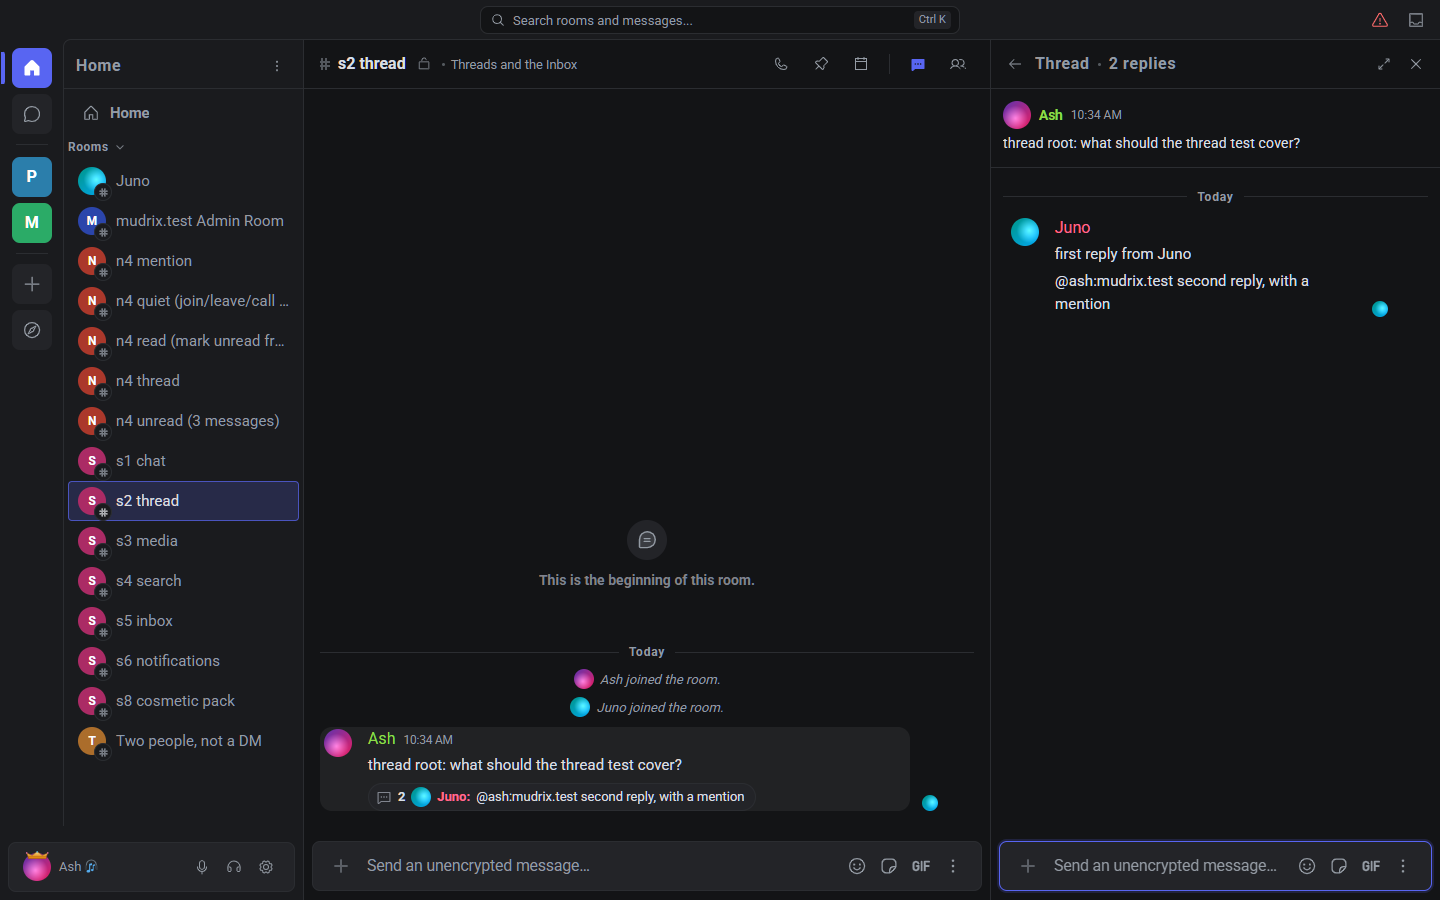 Search rooms and messages...
Ctrl K
Home
Home
Rooms
Juno
mudrix.test Admin Room
n4 mention
n4 quiet (join/leave/call ...
n4 read (mark unread fr...
n4 thread
n4 unread (3 messages)
s1 chat
s2 thread
s3 media
s4 search
s5 inbox
s6 notifications
s8 cosmetic pack
Two people, not a DM
P
M
M
N
N
N
N
N
S
S
S
S
S
S
S
T
Ash
s2 thread
• Threads and the Inbox
This is the beginning of this room.
Today
Ash joined the room.
Juno joined the room.
Ash 10:34 AM
thread root: what should the thread test cover?
2 Juno: @ash:mudrix.test second reply, with a mention
Send an unencrypted message...
GIF
Thread • 2 replies
Ash 10:34 AM
thread root: what should the thread test cover?
Today
Juno
first reply from Juno
@ash:mudrix.test second reply, with a
mention
Send an unencrypted message...
GIF